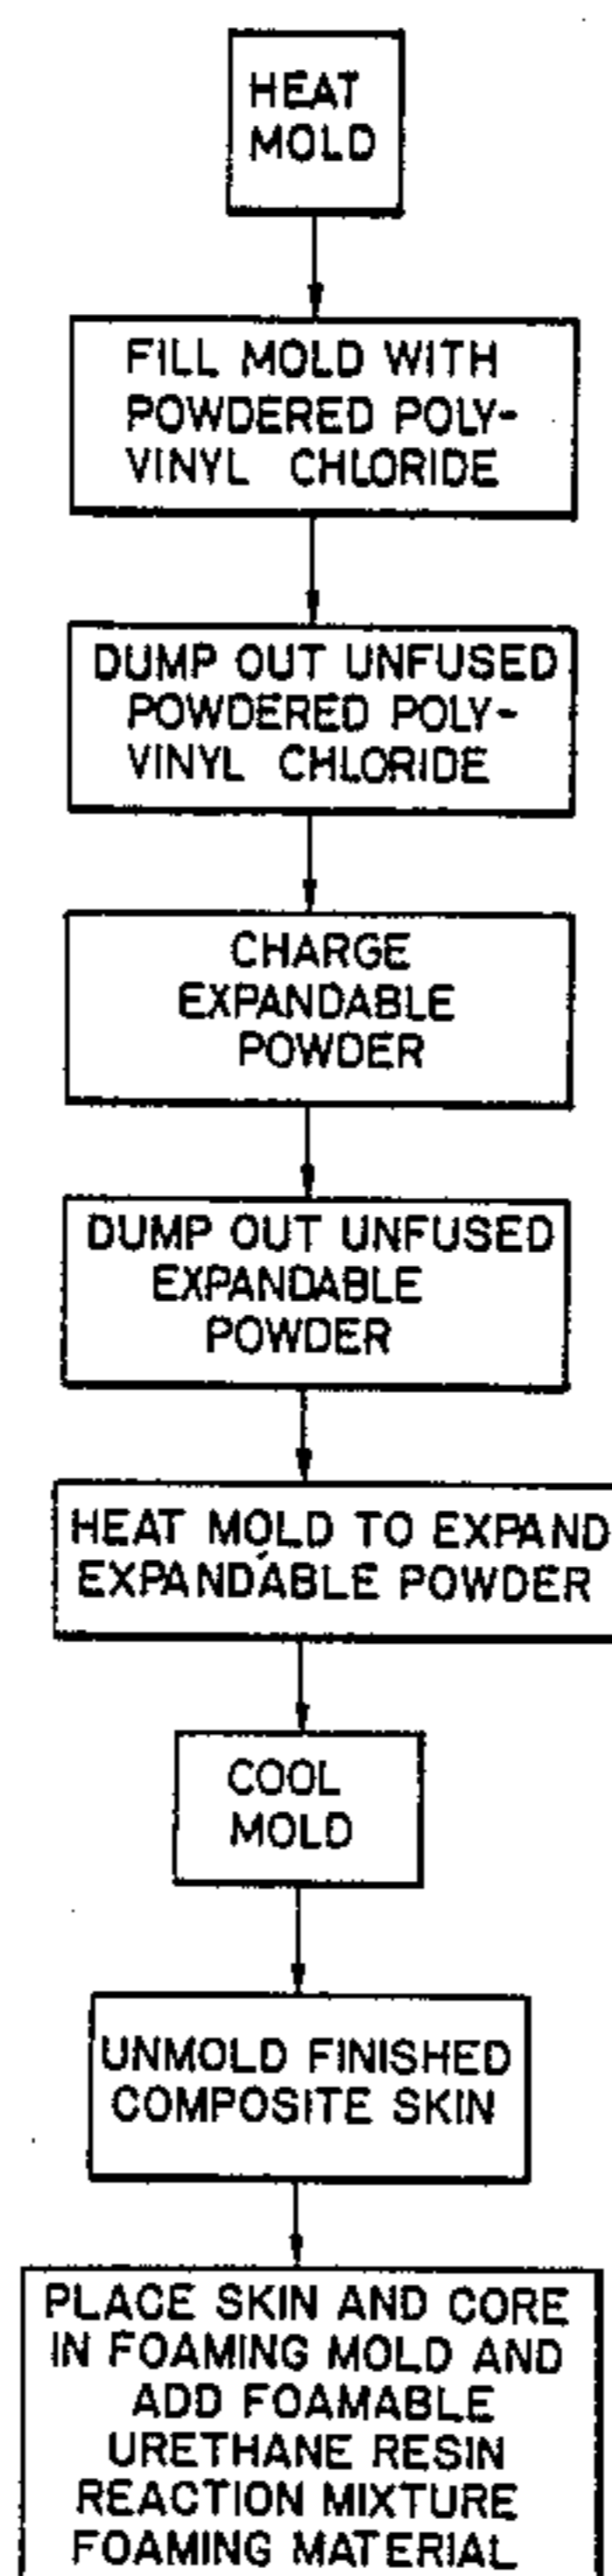 HEAT
MOLD
FILL MOLD WITH
POWDERED POLY-
VINYL CHLORIDE
DUMP OUT UNFUSED
POWDERED POLY-
VINYL CHLORIDE
CHARGE
EXPANDABLE
POWDER
DUMP OUT UNFUSED
EXPANDABLE
POWDER
HEAT MOLD TO EXPAND
EXPANDABLE POWDER
COOL
MOLD
UNMOLD FINISHED
COMPOSITE SKIN
PLACE SKIN AND CORE
IN FOAMING MOLD AND
ADD FOAMABLE
URETHANE RESIN
REACTION MIXTURE
FOAMING MATERIAL